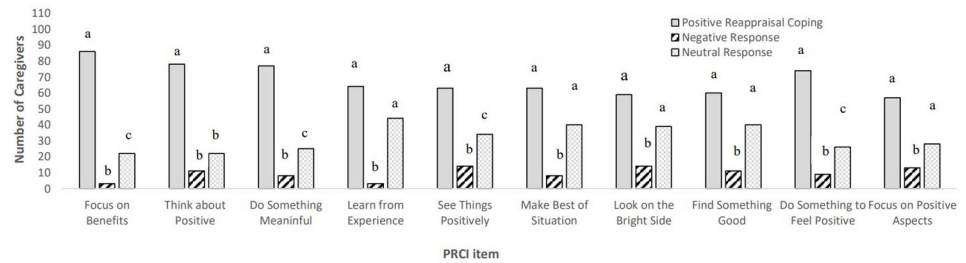 110
100
90
80
70
60
50
40
30
20
10
0
Number of Caregivers
Positive Reappraisal Coping
Negative Response
Neutral Response
a b c
a b b
a b c
a b a
a b c
a b a
a b a
a b a
a b c
a b a
Focus on
Benefits
Think about
Positive
Do Something
Meaninful
Learn from
Experience
See Things
Positively
Make Best of
Situation
Look on the
Bright Side
Find Something
Good
Do Something to
Feel Positive
Focus on Positive
Aspects
PRCI item